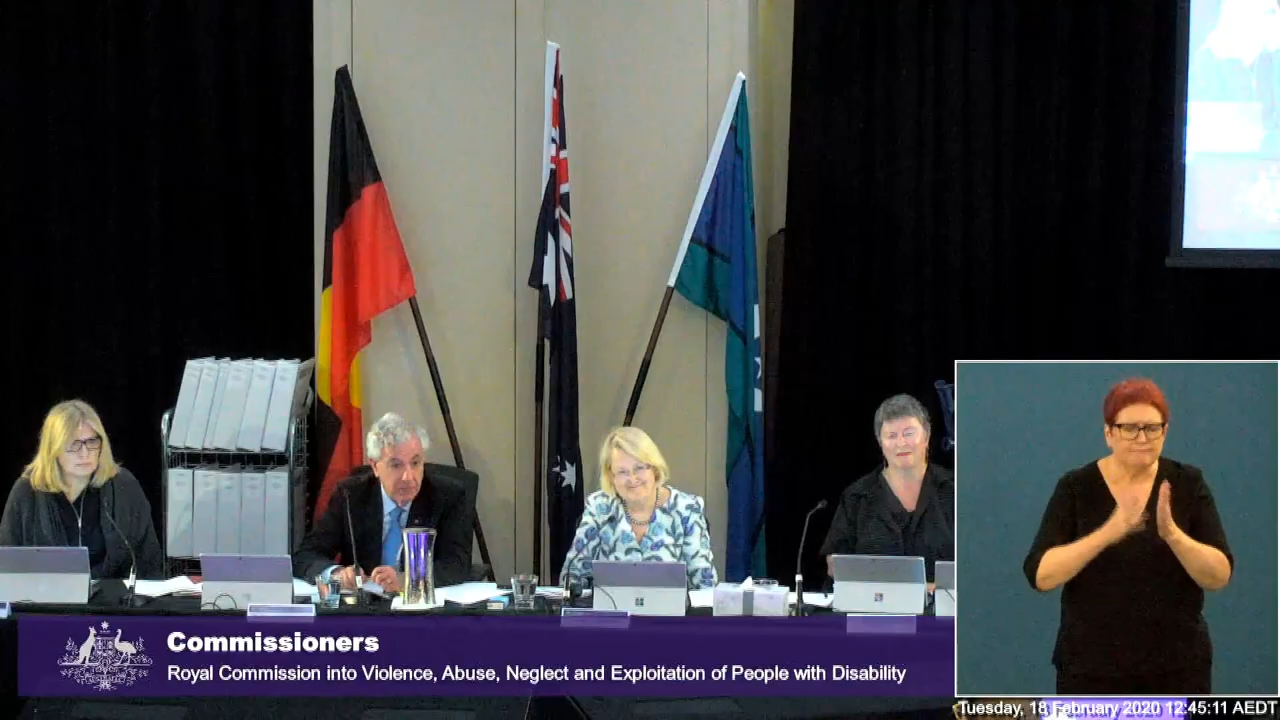 Commissioners
Royal Commission into Violence, Abuse, Neglect and Exploitation of People with Disability
Tuesday, 18 February 2020 12:45:11 AEDT